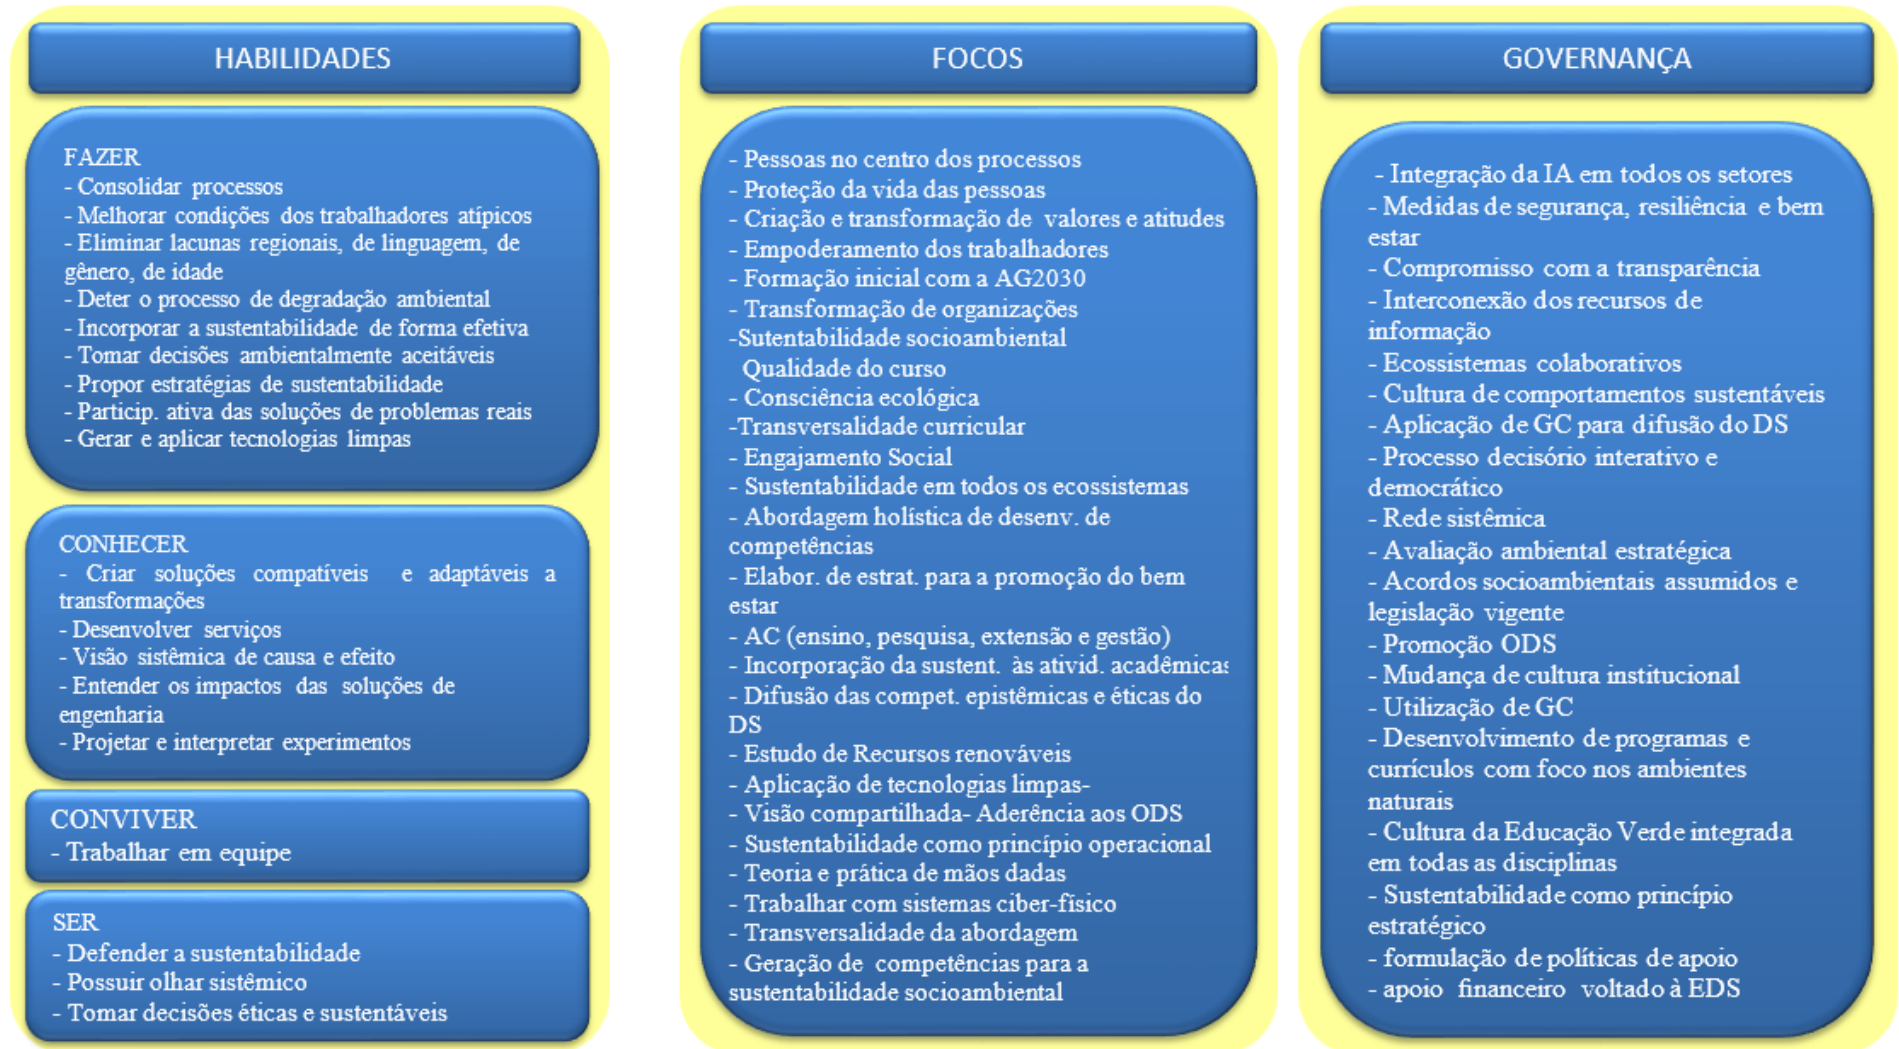 HABILIDADES
FAZER
- Consolidar processos
- Melhorar condições dos trabalhadores atípicos
- Eliminar lacunas regionais, de linguagem, de
gênero, de idade
- Deter o processo de degradação ambiental
- Incorporar a sustentabilidade de forma efetiva
- Tomar decisões ambientalmente aceitáveis
- Propor estratégias de sustentabilidade
- Particip. ativa das soluções de problemas reais
- Gerar e aplicar tecnologias limpas
CONHECER
- Criar soluções compatíveis e adaptáveis a
transformações
- Desenvolver serviços
- Visão sistêmica de causa e efeito
- Entender os impactos das soluções de
engenharia
- Projetar e interpretar experimentos
CONVIVER
- Trabalhar em equipe
SER
- Defender a sustentabilidade
- Possuir olhar sistêmico
- Tomar decisões éticas e sustentáveis
FOCOS
- Pessoas no centro dos processos
- Proteção da vida das pessoas
- Criação e transformação de valores e atitudes
- Empoderamento dos trabalhadores
- Formação inicial com a AG2030
- Transformação de organizações
-Sutentabilidade socioambiental
Qualidade do curso
- Consciência ecológica
-Transversalidade curricular
- Engajamento Social
- Sustentabilidade em todos os ecossistemas
- Abordagem holística de desenv. de
competências
- Elabor. de estrat. para a promoção do bem
estar
- AC (ensino, pesquisa, extensão e gestão)
- Incorporação da sustent. às ativid. acadêmicas
- Difusão das compet. epistêmicas e éticas do
DS
- Estudo de Recursos renováveis
- Aplicação de tecnologias limpas-
- Visão compartilhada- Aderência aos ODS
- Sustentabilidade como princípio operacional
- Teoria e prática de mãos dadas
- Trabalhar com sistemas ciber-físico
- Transversalidade da abordagem
- Geração de competências para a
sustentabilidade socioambiental
GOVERNANÇA
- Integração da IA em todos os setores
- Medidas de segurança, resiliência e bem
estar
- Compromisso com a transparência
- Interconexão dos recursos de
informação
- Ecossistemas colaborativos
- Cultura de comportamentos sustentáveis
- Aplicação de GC para difusão do DS
- Processo decisório interativo e
democrático
- Rede sistêmica
- Avaliação ambiental estratégica
- Acordos socioambientais assumidos e
legislação vigente
- Promoção ODS
- Mudança de cultura institucional
- Utilização de GC
- Desenvolvimento de programas e
currículos com foco nos ambientes
naturais
- Cultura da Educação Verde integrada
em todas as disciplinas
- Sustentabilidade como princípio
estratégico
- formulação de políticas de apoio
- apoio financeiro voltado à EDS